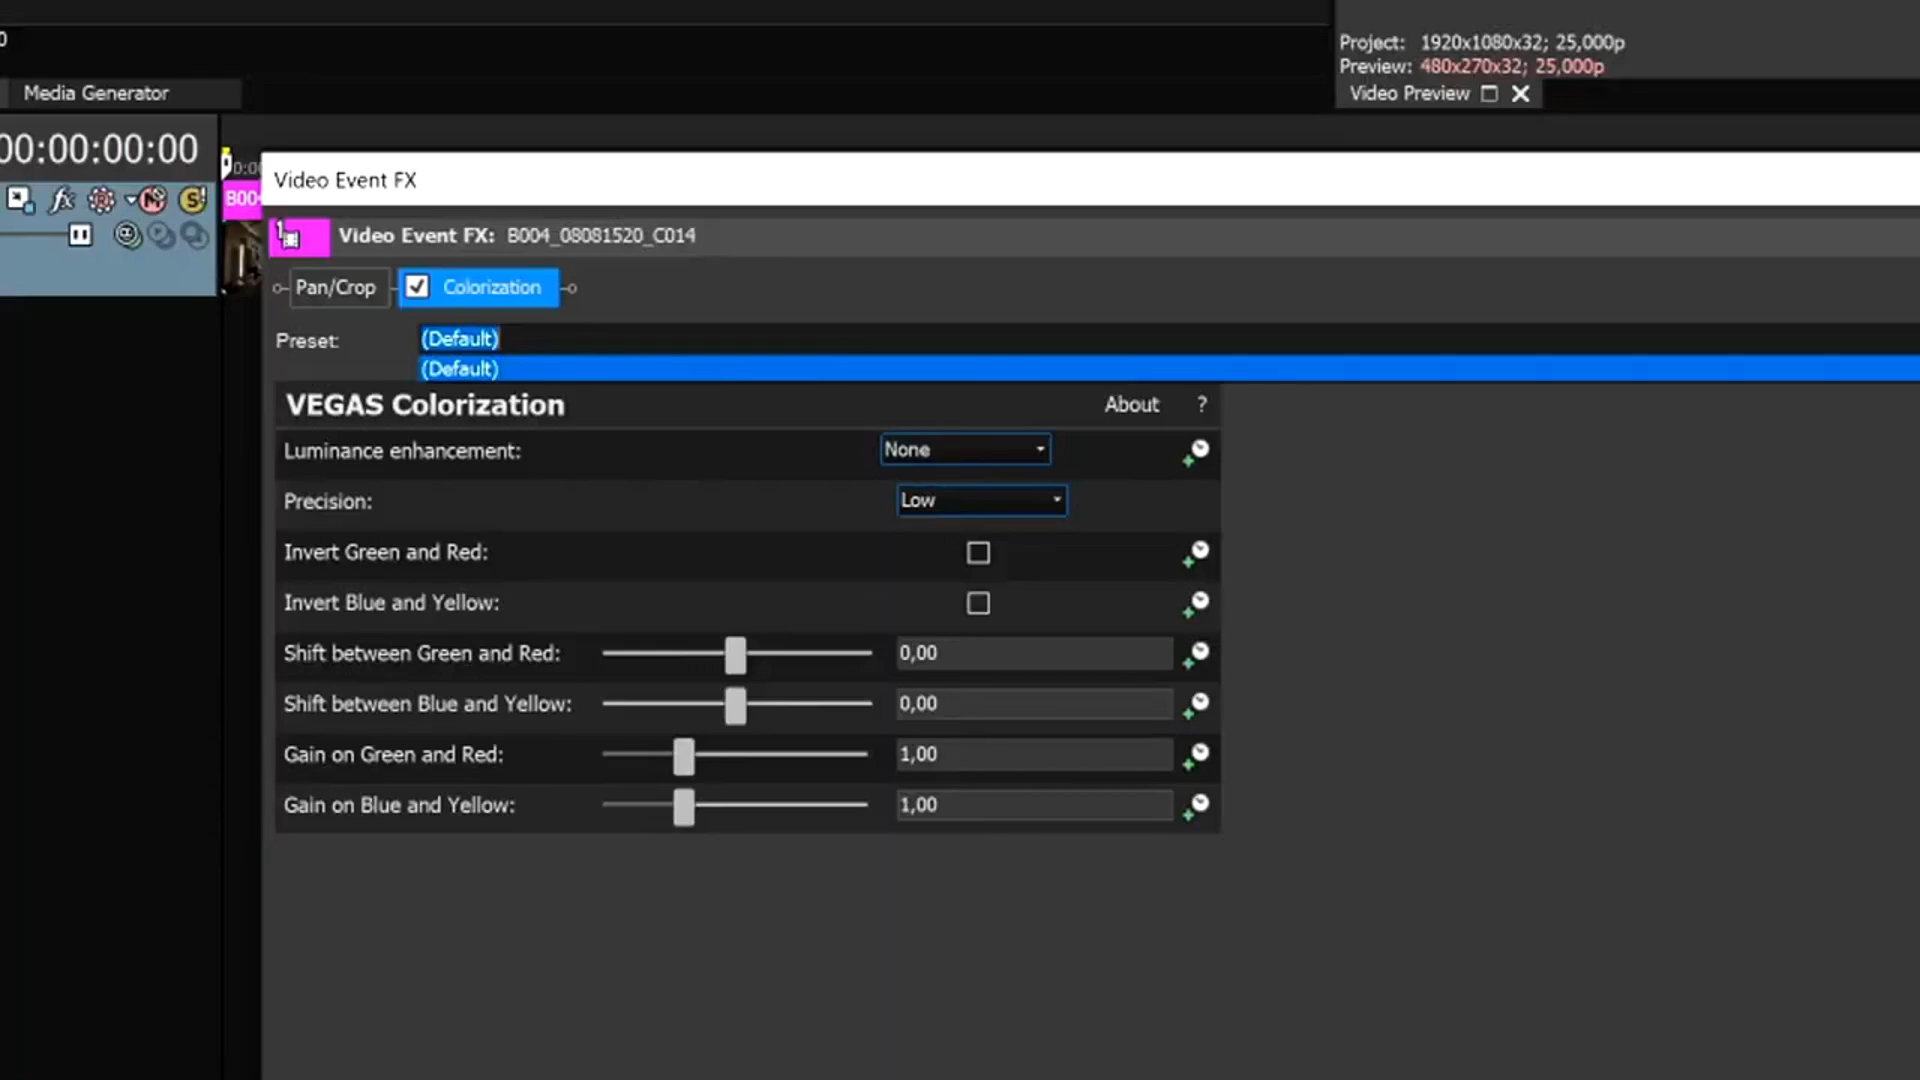 Project: 1920x1080x32; 25,000p
Preview: 480x270x32; 25,000p
Media Generator
Video Preview
00:00:00:00
Video Event FX
Video Event FX: B004_08081520_C014
Pan/Crop
Colorization
Preset:
(Default)
(Default)
VEGAS Colorization
About ?
Luminance enhancement: None
Precision: Low
Invert Green and Red:
Invert Blue and Yellow:
Shift between Green and Red: 0,00
Shift between Blue and Yellow: 0,00
Gain on Green and Red: 1,00
Gain on Blue and Yellow: 1,00